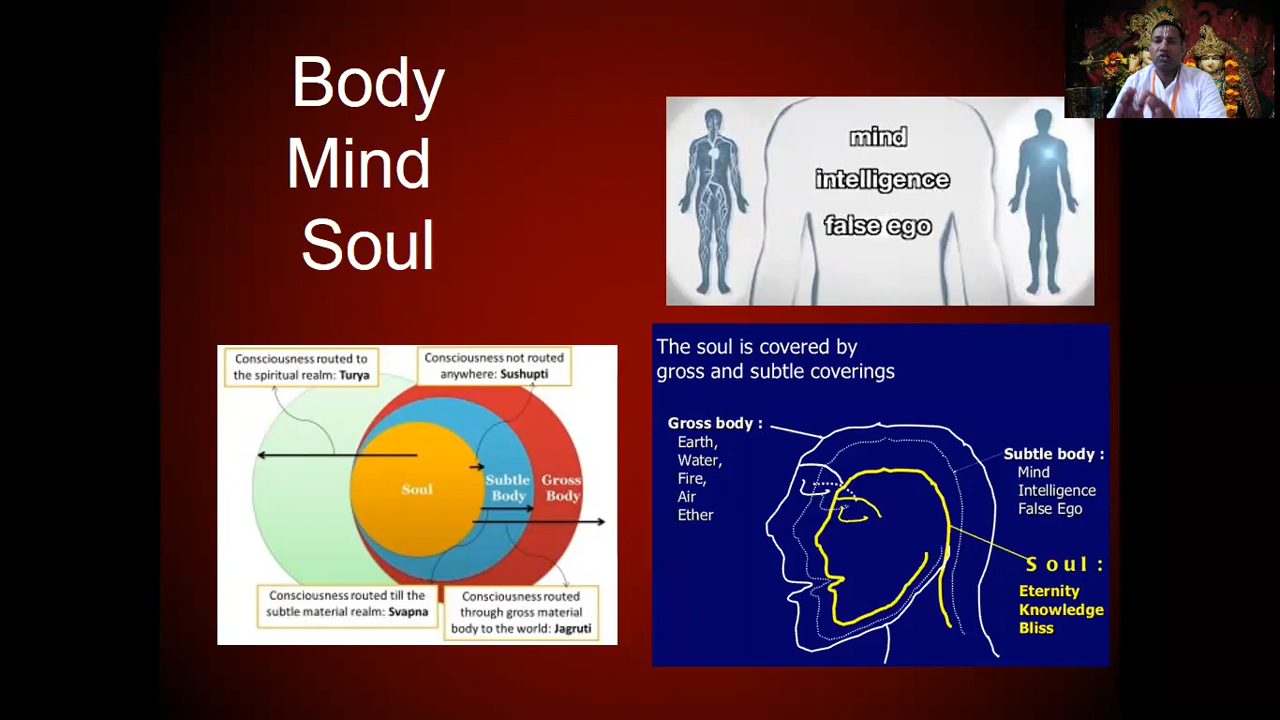 Body
Mind
Soul
mind
intelligence
false ego
Consciousness routed to
the spiritual realm: Turya
Consciousness not routed
anywhere: Sushupti
Soul
Subtle
Body
Gross
Body
Consciousness routed till the
subtle material realm: Svapna
Consciousness routed
through gross material
body to the world: Jagruti
The soul is covered by
gross and subtle coverings
Gross body :
Earth,
Water,
Fire,
Air
Ether
Subtle body :
Mind
Intelligence
False Ego
Soul :
Eternity
Knowledge
Bliss